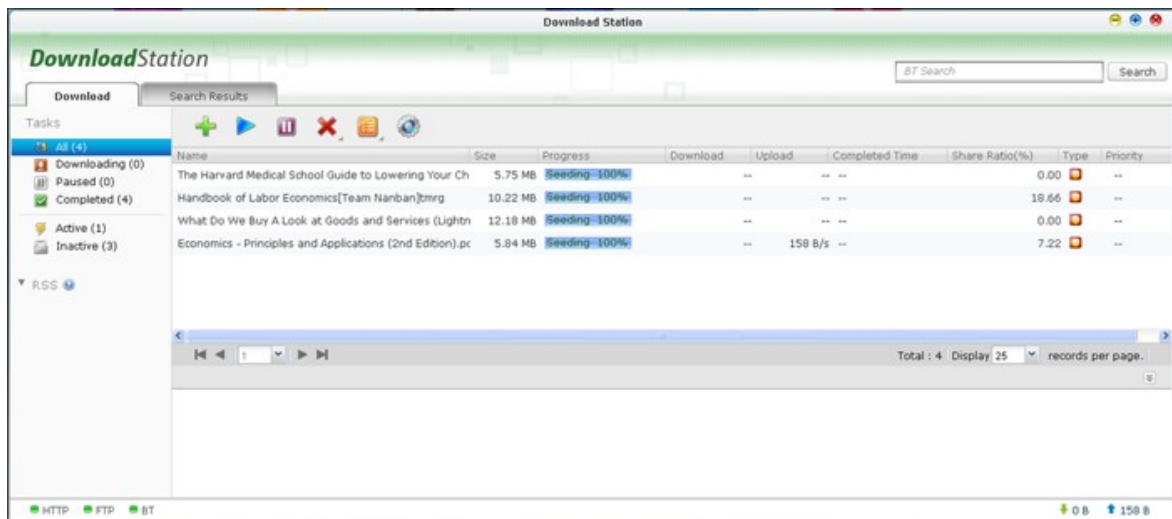 Download Station
DownloadStation
BT Search Search
Download Search Results
Tasks
All (4)
Downloading (0)
Paused (0)
Completed (4)
Active (1)
Inactive (3)
RSS
Name Size Progress Download Upload Completed Time Share Ratio(%) Type Priority
The Harvard Medical School Guide to Lowering Your Ch 5.75 MB Seeding 100% -- -- -- 0.00 --
Handbook of Labor Economics[Team Nanban]tmrg 10.22 MB Seeding 100% -- -- -- 18.66 --
What Do We Buy A Look at Goods and Services (Lightn 12.18 MB Seeding 100% -- -- -- 0.00 --
Economics - Principles and Applications (2nd Edition).pc 5.84 MB Seeding 100% -- 158 B/s -- 7.22 --
1 Total : 4 Display 25 records per page.
HTTP FTP BT 0 B 158 B